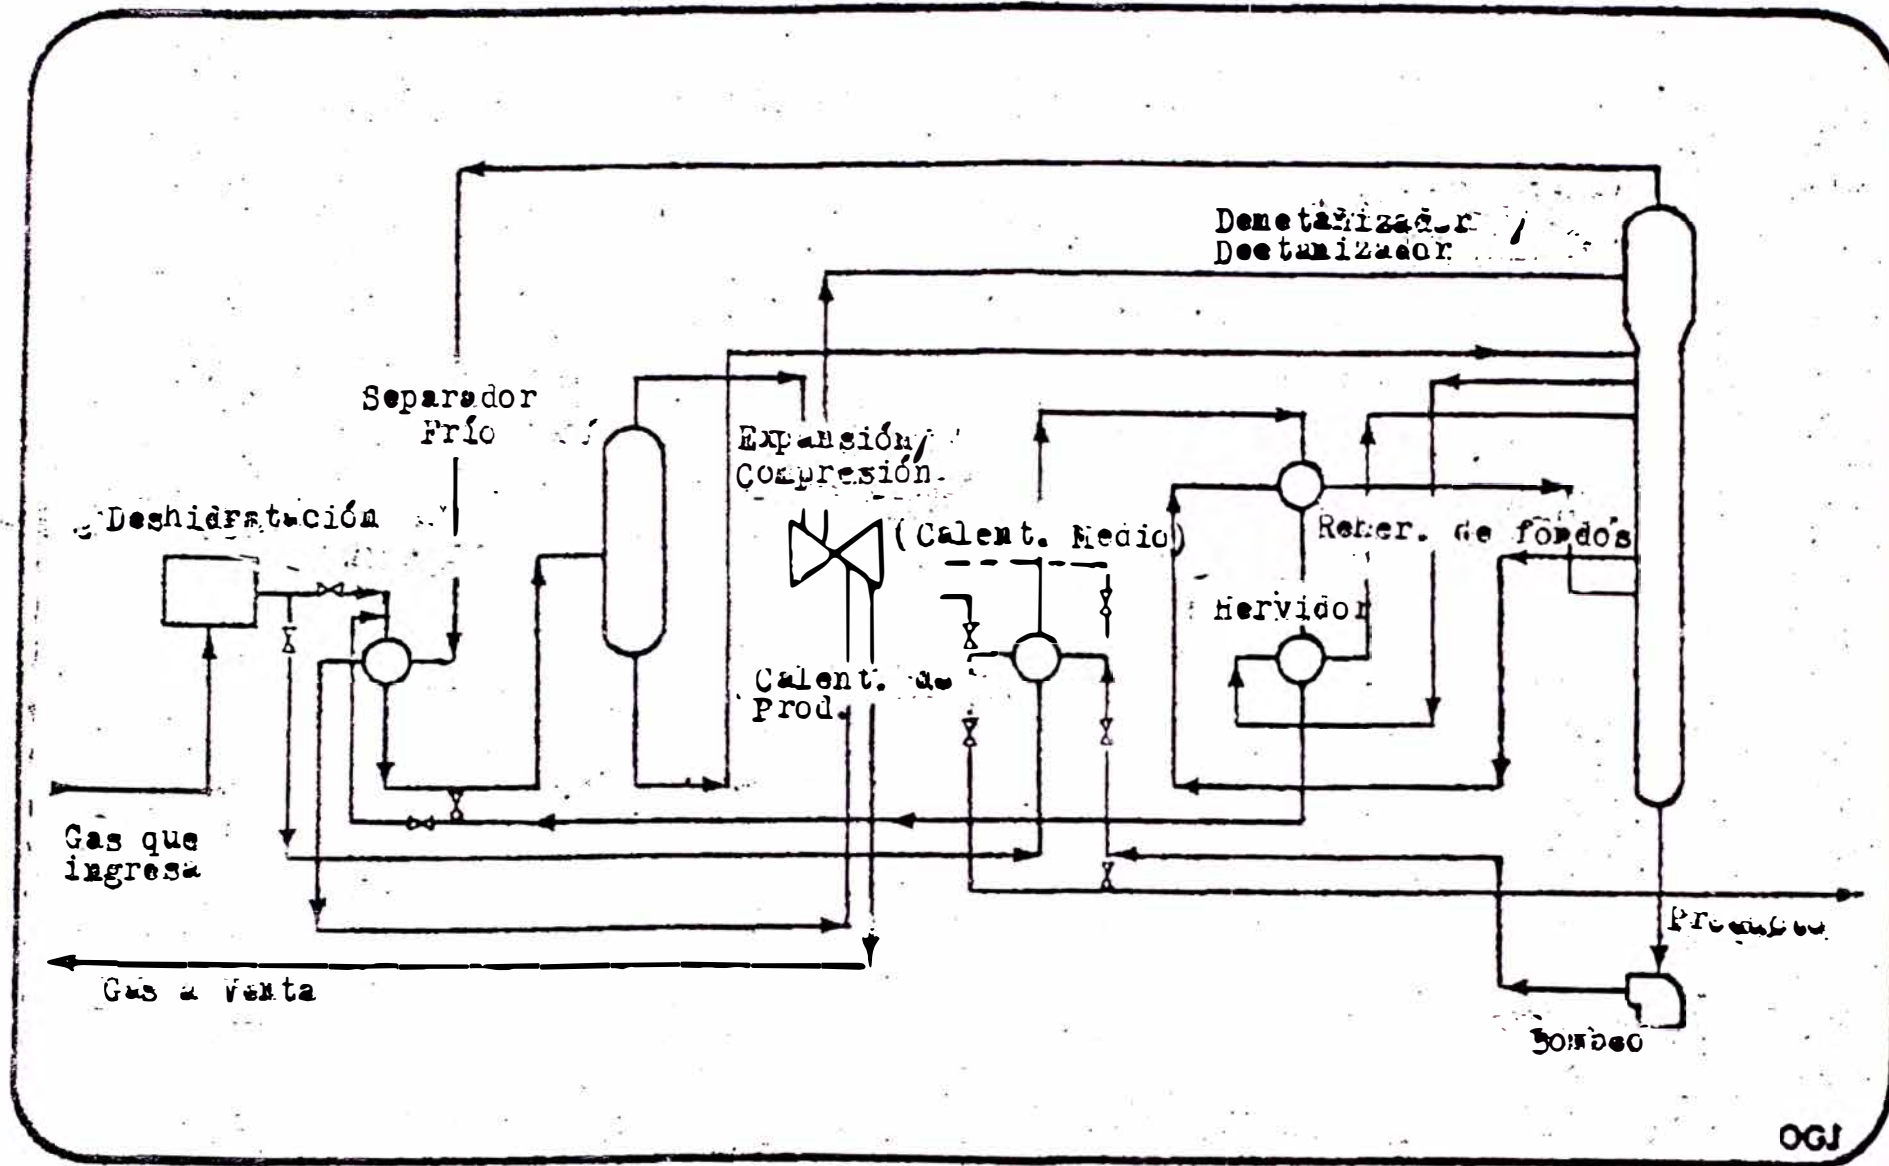 Demetanizador /
Deetanizador
Separador
Frío
Expansión/
Compresión
Deshidratación
(Calent. Medio)
Reher. de fondos
Hervidor
Calent. de
Prod.
Gas que
ingresa
Producto
Gas a Venta
Bombeo
OGJ